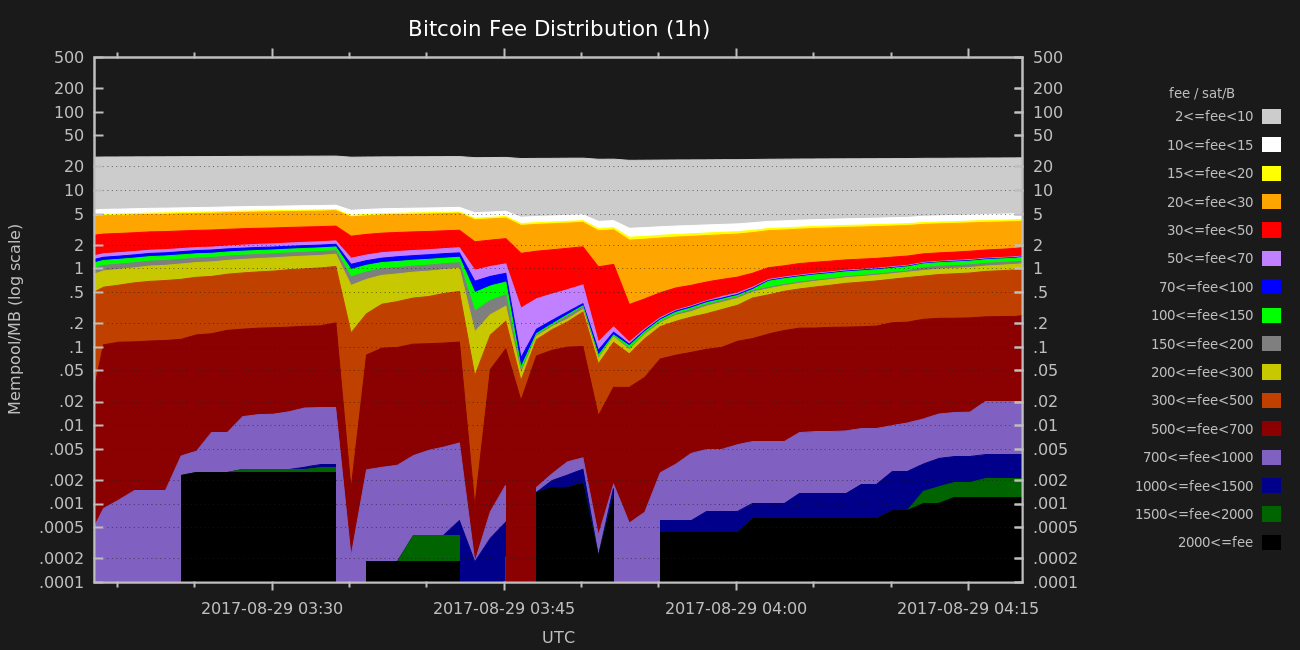 Bitcoin Fee Distribution (1h)
500 500
200 200
100 100
50 50
20 20
10 10
5 5
2 2
1 1
.5 .5
.2 .2
.1 .1
.05 .05
.02 .02
.01 .01
.005 .005
.002 .002
.001 .001
.0005 .0005
.0002 .0002
.0001 .0001
Mempool/MB (log scale)
2017-08-29 03:30 2017-08-29 03:45 2017-08-29 04:00 2017-08-29 04:15
UTC
fee / sat/B
2<=fee<10
10<=fee<15
15<=fee<20
20<=fee<30
30<=fee<50
50<=fee<70
70<=fee<100
100<=fee<150
150<=fee<200
200<=fee<300
300<=fee<500
500<=fee<700
700<=fee<1000
1000<=fee<1500
1500<=fee<2000
2000<=fee